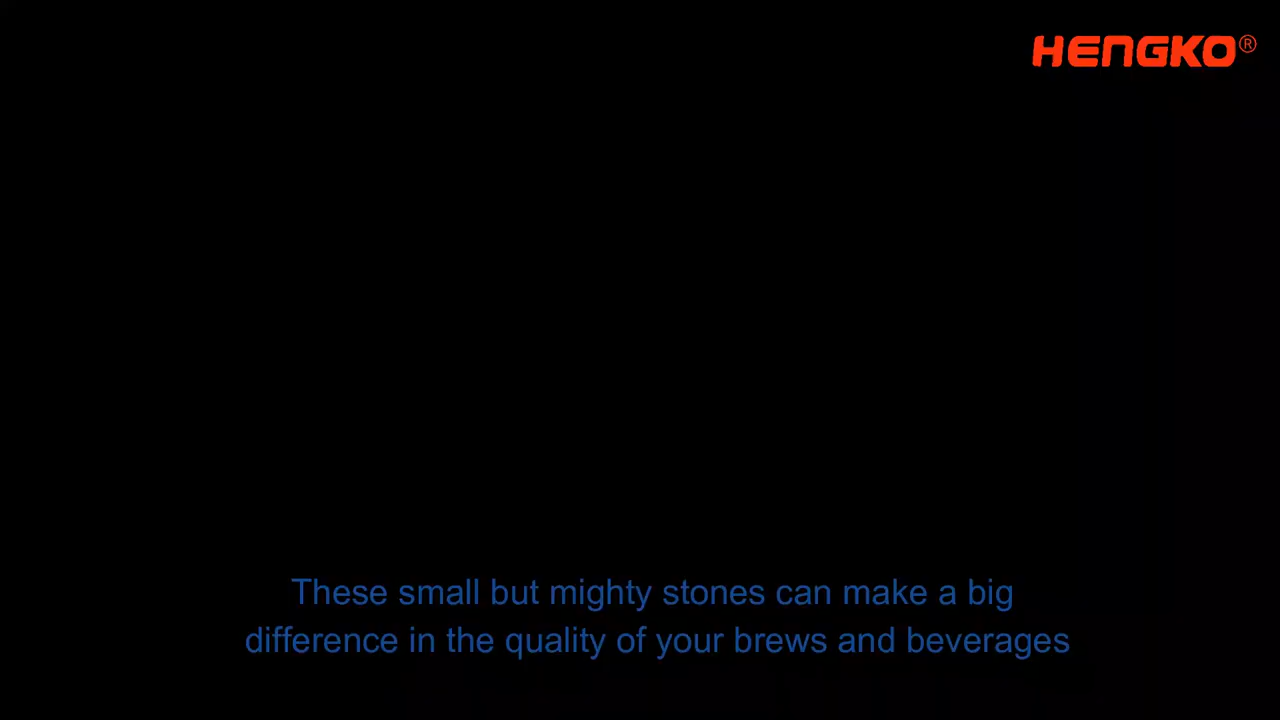 HENGKO®
These small but mighty stones can make a big
difference in the quality of your brews and beverages